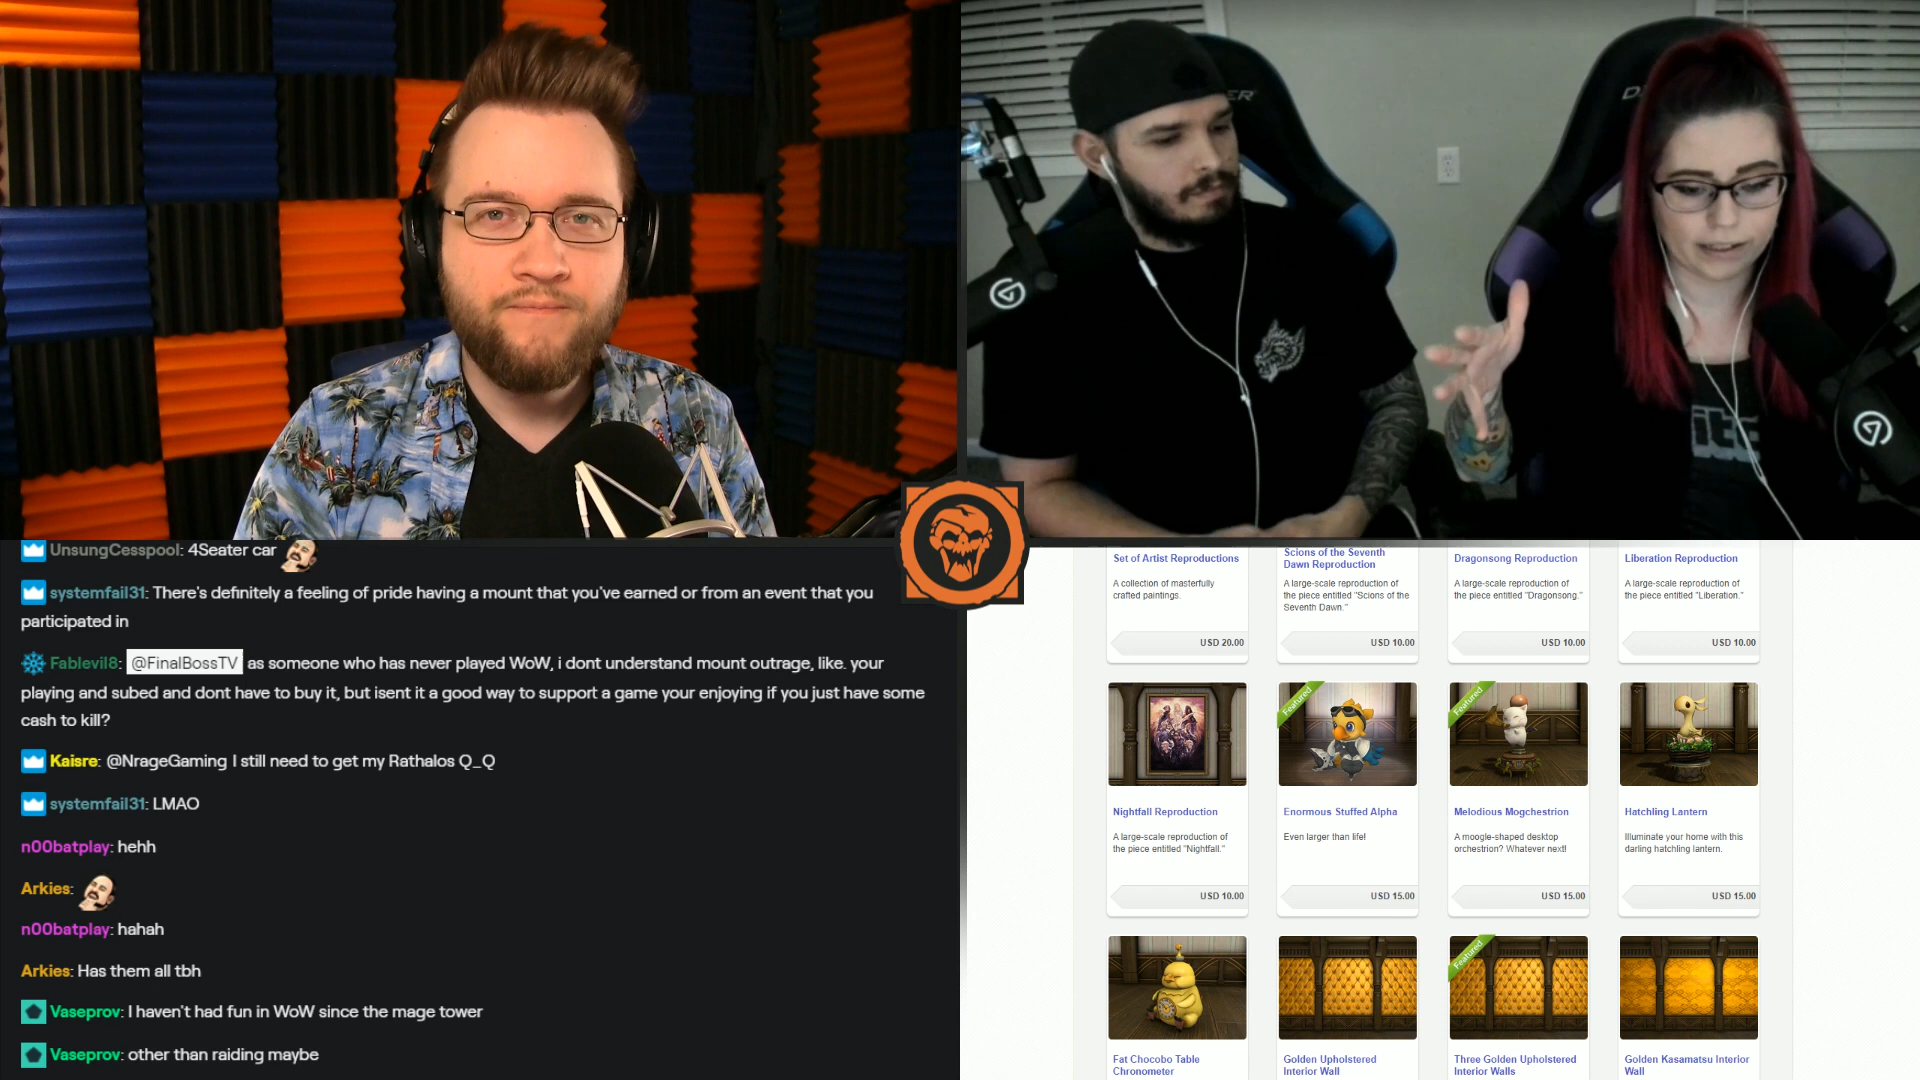 UnsungCesspool: 4Seater car
systemfail31: There's definitely a feeling of pride having a mount that you've earned or from an event that you
participated in
Fablevil8: @FinalBossTV as someone who has never played WoW, i dont understand mount outrage, like. your
playing and subed and dont have to buy it, but isent it a good way to support a game your enjoying if you just have some
cash to kill?
Kaisre: @NrageGaming I still need to get my Rathalos Q_Q
systemfail31: LMAO
n00batplay: hehh
Arkies:
n00batplay: hahah
Arkies: Has them all tbh
Vaseprov: I haven't had fun in WoW since the mage tower
Vaseprov: other than raiding maybe
Set of Artist Reproductions
A collection of masterfully
crafted paintings.
USD 20.00
Scions of the Seventh
Dawn Reproduction
A large-scale reproduction of
the piece entitled "Scions of the
Seventh Dawn."
USD 10.00
Dragonsong Reproduction
A large-scale reproduction of
the piece entitled "Dragonsong."
USD 10.00
Liberation Reproduction
A large-scale reproduction of
the piece entitled "Liberation."
USD 10.00
Nightfall Reproduction
A large-scale reproduction of
the piece entitled "Nightfall."
USD 10.00
Featured
Enormous Stuffed Alpha
Even larger than life!
USD 15.00
Featured
Melodious Mogchestrion
A moogle-shaped desktop
orchestrion? Whatever next!
USD 15.00
Hatchling Lantern
Illuminate your home with this
darling hatchling lantern.
USD 15.00
Fat Chocobo Table
Chronometer
Golden Upholstered
Interior Wall
Featured
Three Golden Upholstered
Interior Walls
Golden Kasamatsu Interior
Wall